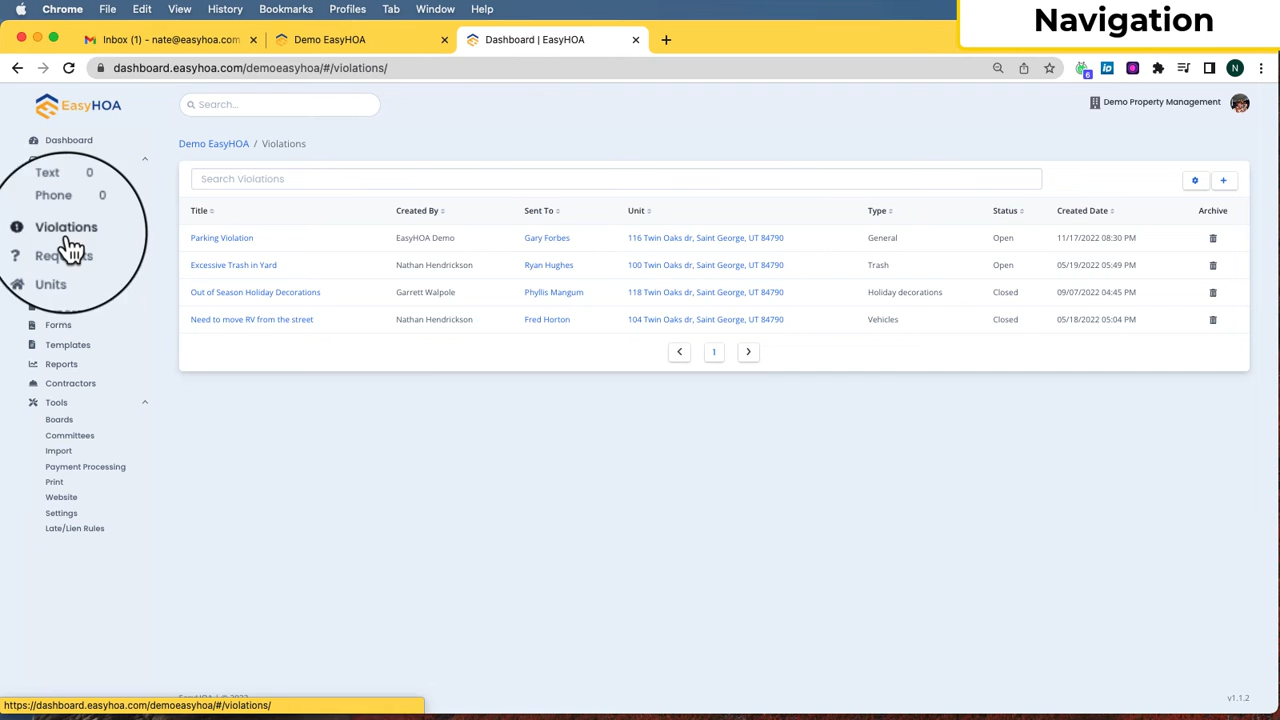 Chrome File Edit View History Bookmarks Profiles Tab Window Help
Navigation
Inbox (1) - nate@easyhoa.com
Demo EasyHOA
Dashboard | EasyHOA
dashboard.easyhoa.com/demoeasyhoa/#/violations/
6
N
EasyHOA
Search...
Demo Property Management
Dashboard
Text 0
Phone 0
Violations
Units
Forms
Templates
Reports
Contractors
Tools
Boards
Committees
Import
Payment Processing
Print
Website
Settings
Late/Lien Rules
Demo EasyHOA / Violations
Search Violations
Title Created By Sent To Unit Type Status Created Date Archive
Parking Violation EasyHOA Demo Gary Forbes 116 Twin Oaks dr, Saint George, UT 84790 General Open 11/17/2022 08:30 PM
Excessive Trash in Yard Nathan Hendrickson Ryan Hughes 100 Twin Oaks dr, Saint George, UT 84790 Trash Open 05/19/2022 05:49 PM
Out of Season Holiday Decorations Garrett Walpole Phyllis Mangum 118 Twin Oaks dr, Saint George, UT 84790 Holiday decorations Closed 09/07/2022 04:45 PM
Need to move RV from the street Nathan Hendrickson Fred Horton 104 Twin Oaks dr, Saint George, UT 84790 Vehicles Closed 05/18/2022 05:04 PM
1
v1.1.2
https://dashboard.easyhoa.com/demoeasyhoa/#/violations/